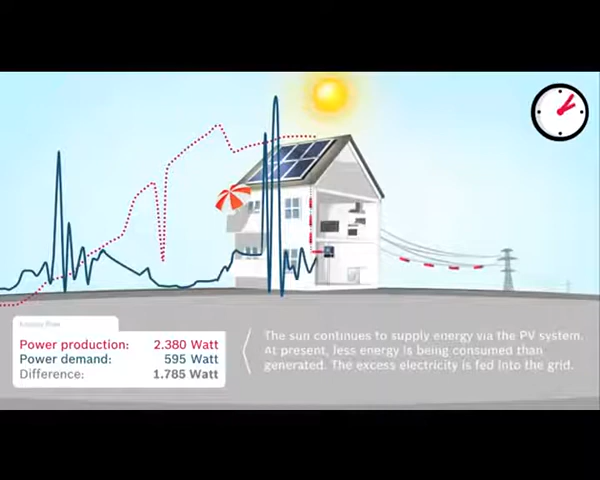 Energy flow
Power production: 2.380 Watt
Power demand: 595 Watt
Difference: 1.785 Watt
The sun continues to supply energy via the PV system.
At present, less energy is being consumed than
generated. The excess electricity is fed into the grid.